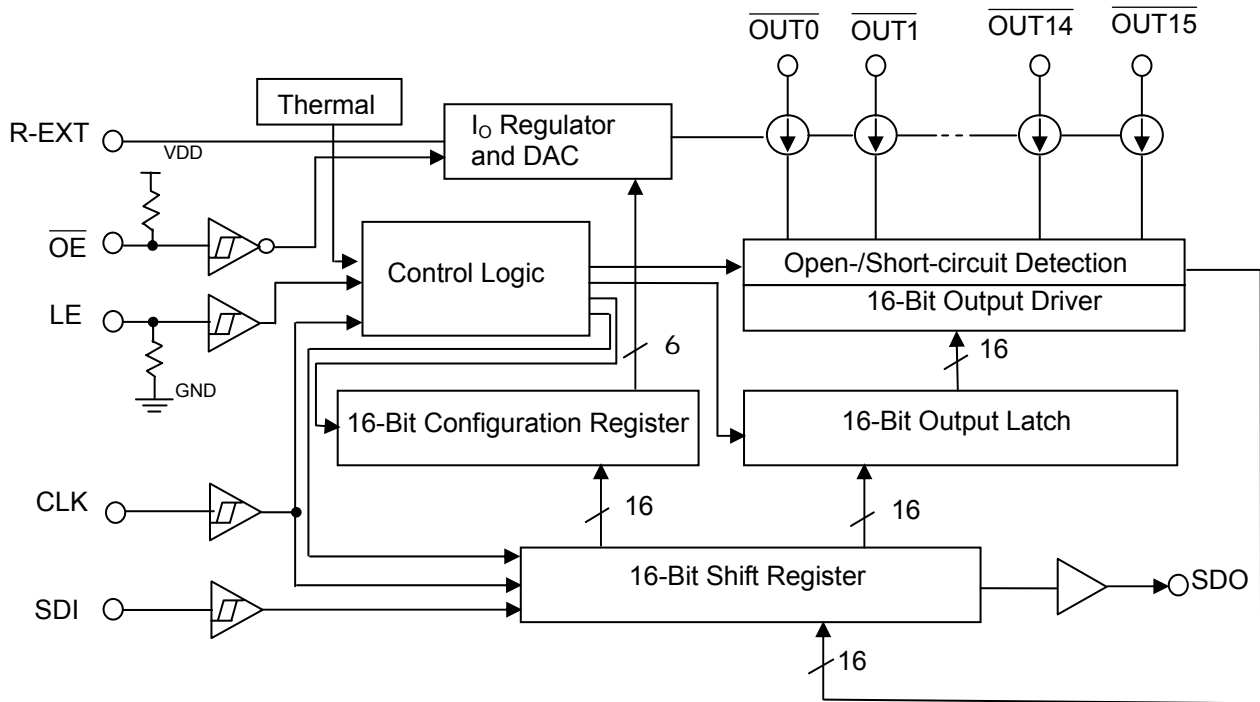 OUT0 OUT1 OUT14 OUT15
Thermal
R-EXT
IO Regulator
and DAC
VDD
OE
Control Logic
Open-/Short-circuit Detection
16-Bit Output Driver
LE
GND
6
16
16-Bit Configuration Register
16-Bit Output Latch
CLK
16
16
16-Bit Shift Register
SDO
SDI
16